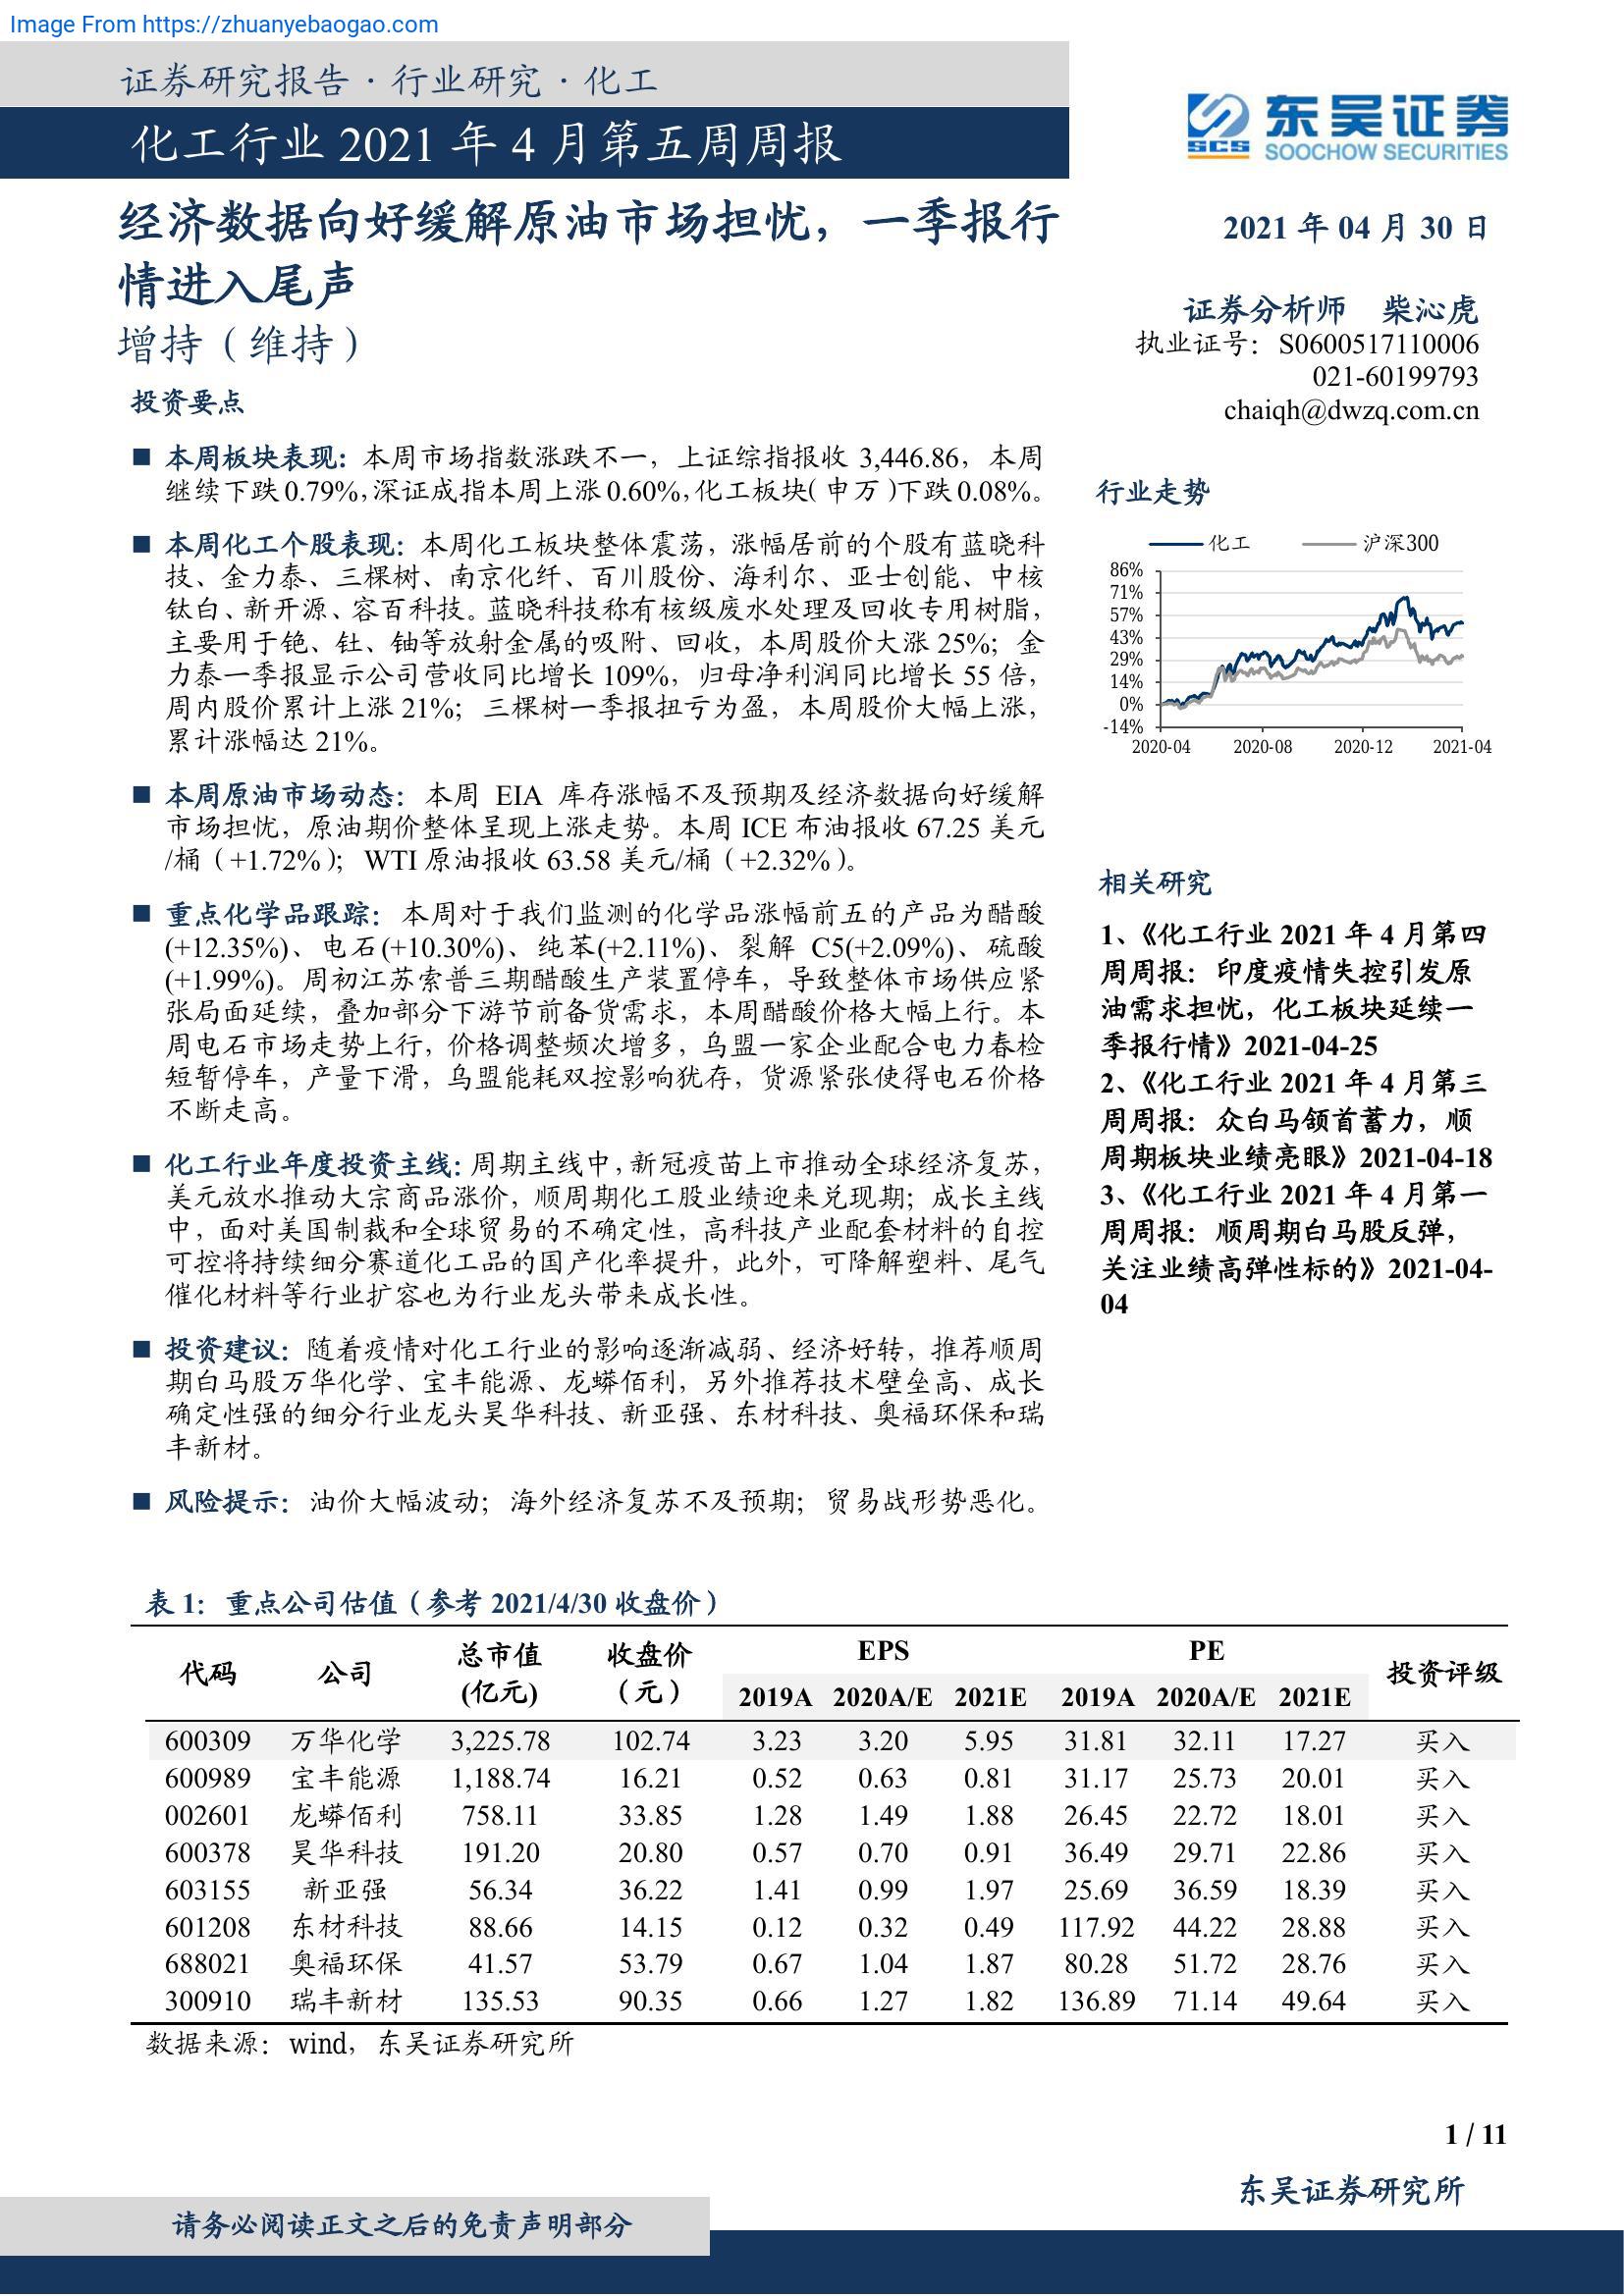 Image From https://zhuanyebaogao.com
证券研究报告·行业研究·化工
化工行业 2021 年 4 月第五周周报
东吴证券
SCS
SOOCHOW SECURITIES
经济数据向好缓解原油市场担忧，一季报行
情进入尾声
增持（维持）
2021 年 04 月 30 日
证券分析师 柴沁虎
执业证号：S0600517110006
021-60199793
chaiqh@dwzq.com.cn
投资要点
■ 本周板块表现：本周市场指数涨跌不一，上证综指报收 3,446.86，本周
继续下跌 0.79%，深证成指本周上涨 0.60%，化工板块（申万）下跌 0.08%。
■ 本周化工个股表现：本周化工板块整体震荡，涨幅居前的个股有蓝晓科
技、金力泰、三棵树、南京化纤、百川股份、海利尔、亚士创能、中核
钛白、新开源、容百科技。蓝晓科技称有核级废水处理及回收专用树脂，
主要用于铯、钍、铀等放射金属的吸附、回收，本周股价大涨 25%；金
力泰一季报显示公司营收同比增长 109%，归母净利润同比增长 55 倍，
周内股价累计上涨 21%；三棵树一季报扭亏为盈，本周股价大幅上涨，
累计涨幅达 21%。
■ 本周原油市场动态：本周 EIA 库存涨幅不及预期及经济数据向好缓解
市场担忧，原油期价整体呈现上涨走势。本周 ICE 布油报收 67.25 美元
/桶（+1.72%）；WTI 原油报收 63.58 美元/桶（+2.32%）。
■ 重点化学品跟踪：本周对于我们监测的化学品涨幅前五的产品为醋酸
(+12.35%)、电石(+10.30%)、纯苯(+2.11%)、裂解 C5(+2.09%)、硫酸
(+1.99%)。周初江苏索普三期醋酸生产装置停车，导致整体市场供应紧
张局面延续，叠加部分下游节前备货需求，本周醋酸价格大幅上行。本
周电石市场走势上行，价格调整频次增多，乌盟一家企业配合电力春检
短暂停车，产量下滑，乌盟能耗双控影响犹存，货源紧张使得电石价格
不断走高。
■ 化工行业年度投资主线：周期主线中，新冠疫苗上市推动全球经济复苏，
美元放水推动大宗商品涨价，顺周期化工股业绩迎来兑现期；成长主线
中，面对美国制裁和全球贸易的不确定性，高科技产业配套材料的自控
可控将持续细分赛道化工品的国产化率提升，此外，可降解塑料、尾气
催化材料等行业扩容也为行业龙头带来成长性。
■ 投资建议：随着疫情对化工行业的影响逐渐减弱、经济好转，推荐顺周
期白马股万华化学、宝丰能源、龙蟒佰利，另外推荐技术壁垒高、成长
确定性强的细分行业龙头昊华科技、新亚强、东材科技、奥福环保和瑞
丰新材。
■ 风险提示：油价大幅波动；海外经济复苏不及预期；贸易战形势恶化。
行业走势
化工 沪深300
86%
71%
57%
43%
29%
14%
0%
-14%
2020-04 2020-08 2020-12 2021-04
相关研究
1、《化工行业 2021 年 4 月第四
周周报：印度疫情失控引发原
油需求担忧，化工板块延续一
季报行情》2021-04-25
2、《化工行业 2021 年 4 月第三
周周报：众白马颔首蓄力，顺
周期板块业绩亮眼》2021-04-18
3、《化工行业 2021 年 4 月第一
周周报：顺周期白马股反弹，
关注业绩高弹性标的》2021-04-
04
表 1：重点公司估值（参考 2021/4/30 收盘价）
代码 公司 总市值(亿元) 收盘价（元） EPS PE 投资评级
2019A 2020A/E 2021E 2019A 2020A/E 2021E
600309 万华化学 3,225.78 102.74 3.23 3.20 5.95 31.81 32.11 17.27 买入
600989 宝丰能源 1,188.74 16.21 0.52 0.63 0.81 31.17 25.73 20.01 买入
002601 龙蟒佰利 758.11 33.85 1.28 1.49 1.88 26.45 22.72 18.01 买入
600378 昊华科技 191.20 20.80 0.57 0.70 0.91 36.49 29.71 22.86 买入
603155 新亚强 56.34 36.22 1.41 0.99 1.97 25.69 36.59 18.39 买入
601208 东材科技 88.66 14.15 0.12 0.32 0.49 117.92 44.22 28.88 买入
688021 奥福环保 41.57 53.79 0.67 1.04 1.87 80.28 51.72 28.76 买入
300910 瑞丰新材 135.53 90.35 0.66 1.27 1.82 136.89 71.14 49.64 买入
数据来源：wind，东吴证券研究所
1 / 11
东吴证券研究所
请务必阅读正文之后的免责声明部分